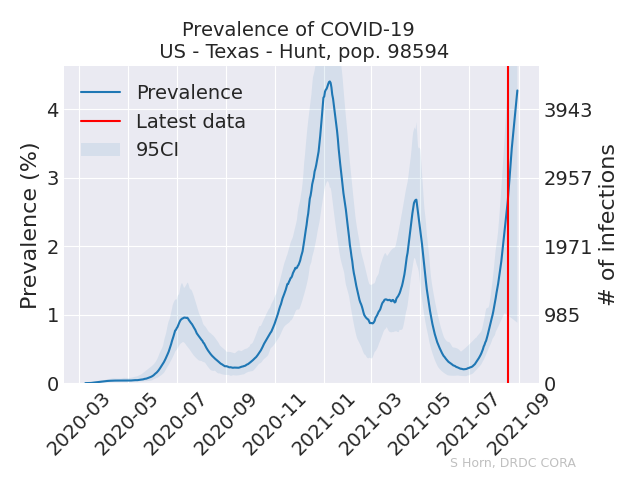 Prevalence of COVID-19
US - Texas - Hunt, pop. 98594
Prevalence
Latest data
95CI
Prevalence (%)
4
3
2
1
0
3943
2957
1971
985
0
# of infections
2020-03
2020-05
2020-07
2020-09
2020-11
2021-01
2021-03
2021-05
2021-07
2021-09
S Horn, DRDC CORA